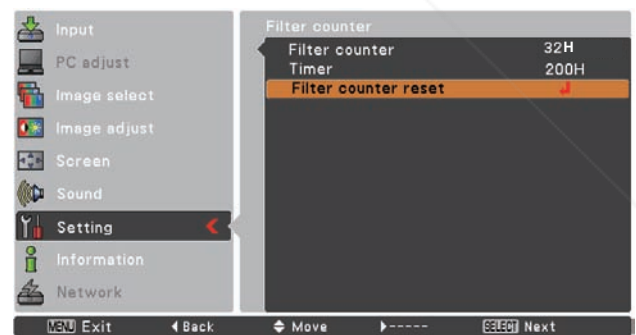 Input
PC adjust
Image select
Image adjust
Screen
Sound
Setting
Information
Network
Filter counter
Filter counter 32H
Timer 200H
Filter counter reset
MENU Exit Back Move ----- SELECT Next